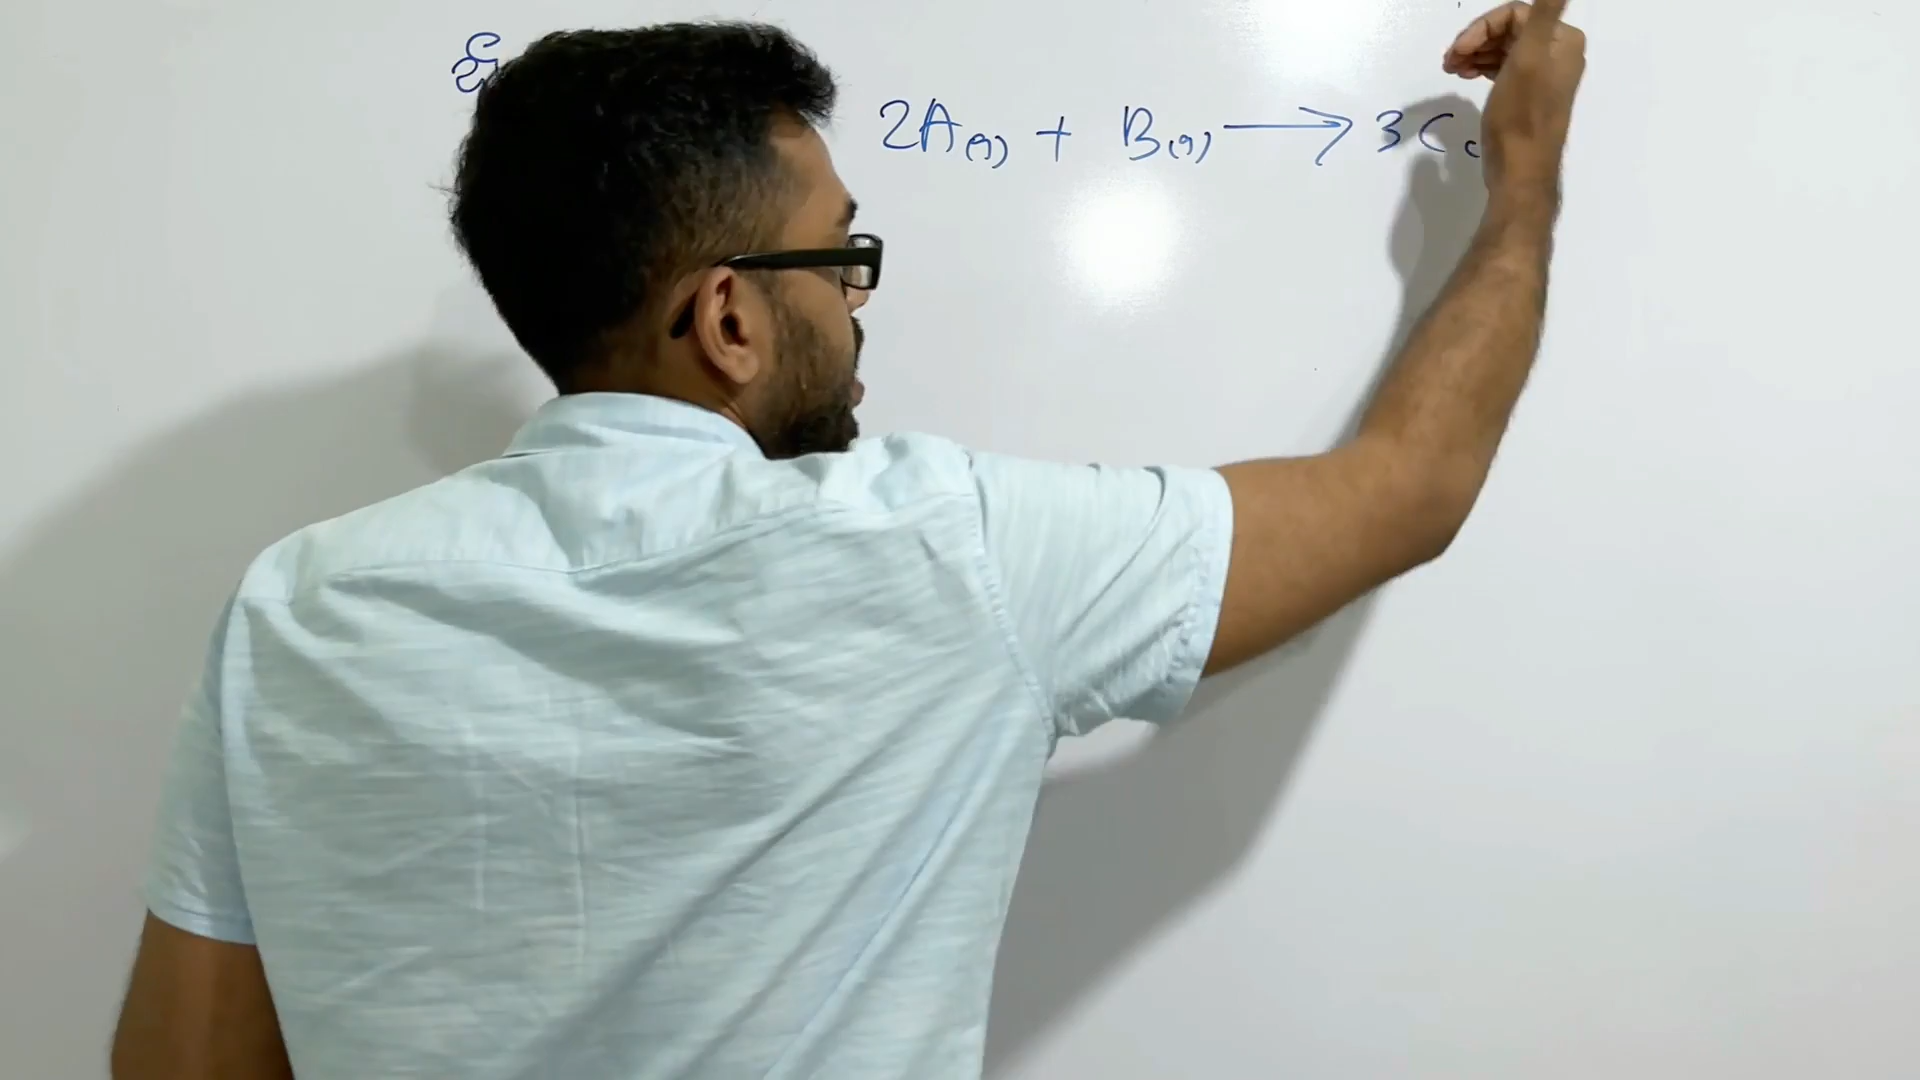 2A(g) + B(g) ⟶ 3C(